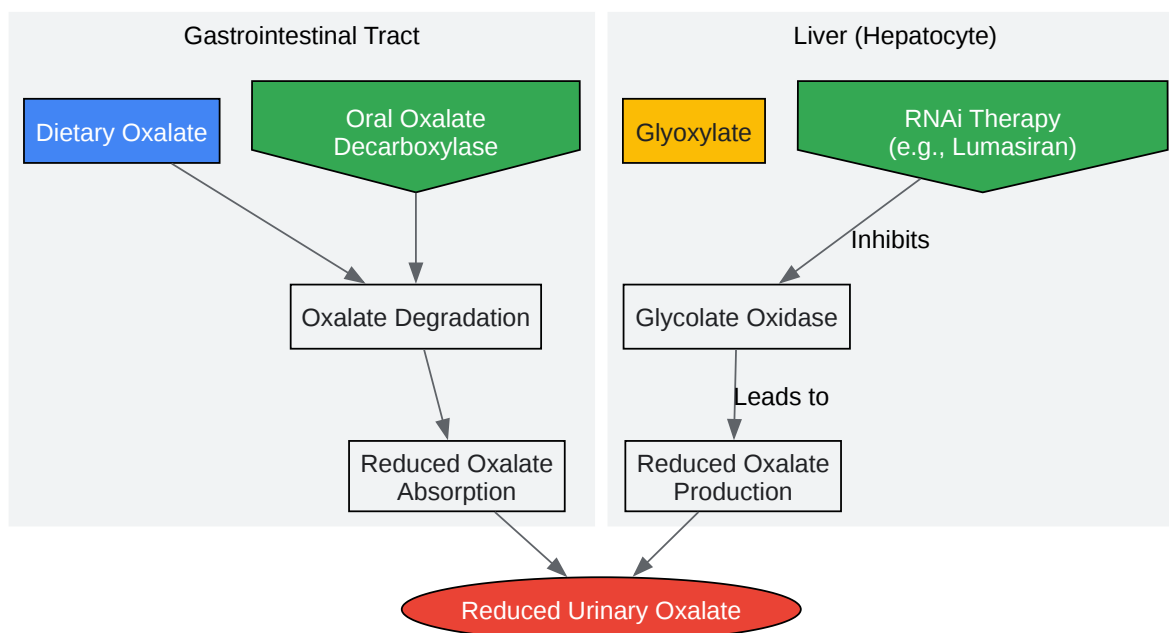 Gastrointestinal Tract
Liver (Hepatocyte)
Dietary Oxalate
Oral Oxalate
Decarboxylase
Glyoxylate
RNAi Therapy
(e.g., Lumasiran)
Inhibits
Oxalate Degradation
Glycolate Oxidase
Leads to
Reduced Oxalate
Absorption
Reduced Oxalate
Production
Reduced Urinary Oxalate